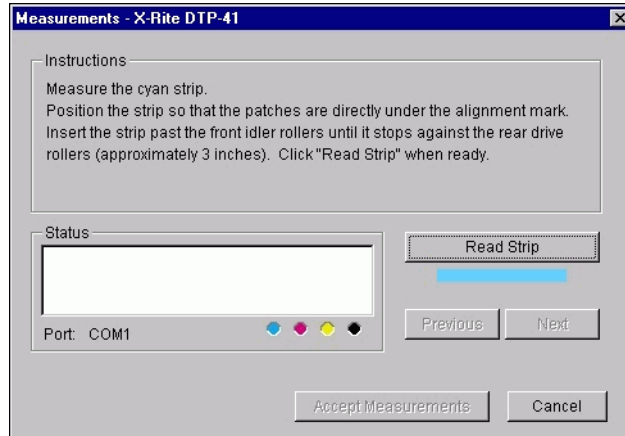 Measurements - X-Rite DTP-41
Instructions
Measure the cyan strip.
Position the strip so that the patches are directly under the alignment mark.
Insert the strip past the front idler rollers until it stops against the rear drive
rollers (approximately 3 inches). Click "Read Strip" when ready.
Status
Read Strip
Port: COM1
Previous
Next
Accept Measurements
Cancel